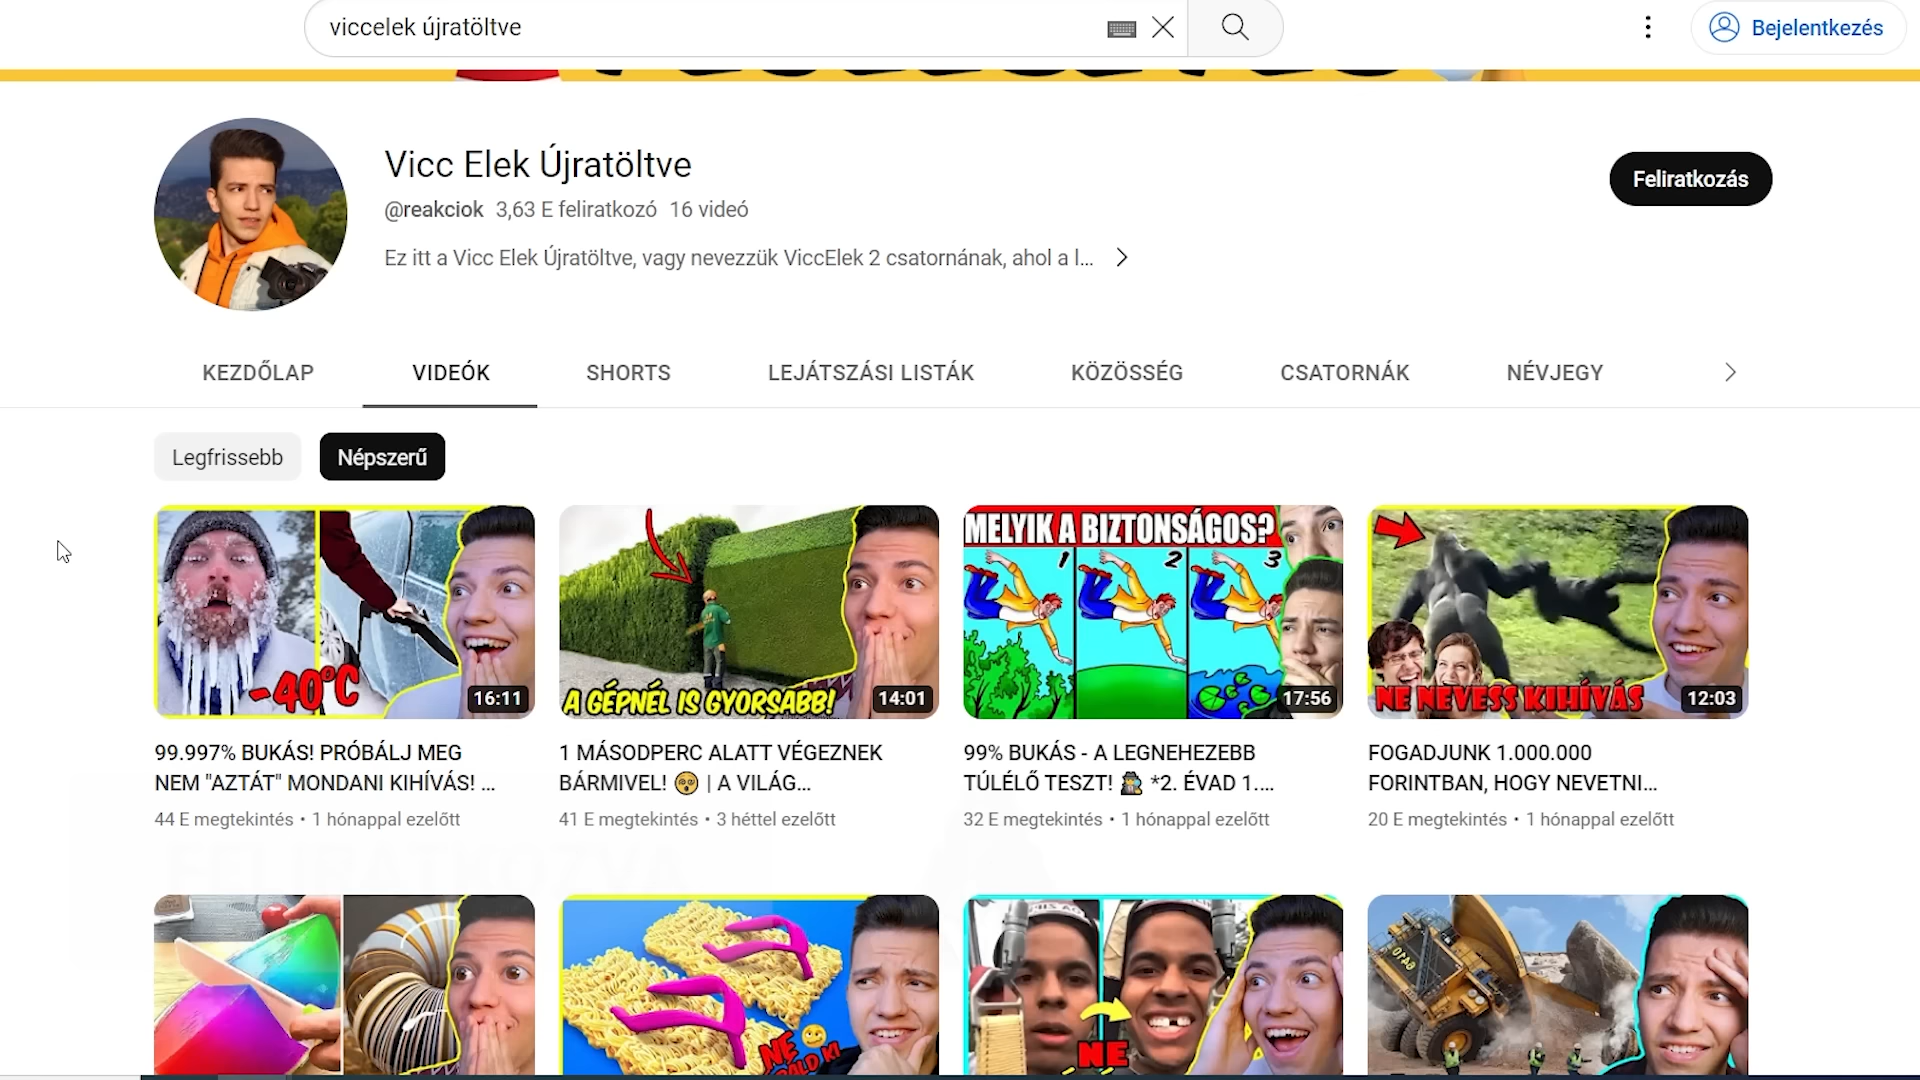 viccelek újratöltve
Bejelentkezés
Vicc Elek Újratöltve
@reakciok 3,63 E feliratkozó 16 videó
Feliratkozás
Ez itt a Vicc Elek Újratöltve, vagy nevezzük ViccElek 2 csatornának, ahol a l...
KEZDŐLAP VIDEÓK SHORTS LEJÁTSZÁSI LISTÁK KÖZÖSSÉG CSATORNÁK NÉVJEGY
Legfrissebb Népszerű
-40°C
16:11
A GÉPNÉL IS GYORSABB!
14:01
MELYIK A BIZTONSÁGOS?
1 2 3
17:56
NE NEVESS KIHÍVÁS
12:03
99.997% BUKÁS! PRÓBÁLJ MEG
NEM "AZTÁT" MONDANI KIHÍVÁS! ...
44 E megtekintés • 1 hónappal ezelőtt
1 MÁSODPERC ALATT VÉGEZNEK
BÁRMIVEL! 😵 | A VILÁG...
41 E megtekintés • 3 héttel ezelőtt
99% BUKÁS - A LEGNEHEZEBB
TÚLÉLŐ TESZT! 🕵 *2. ÉVAD 1....
32 E megtekintés • 1 hónappal ezelőtt
FOGADJUNK 1.000.000
FORINTBAN, HOGY NEVETNI...
20 E megtekintés • 1 hónappal ezelőtt
FELIRATKOZVA
NE
NE